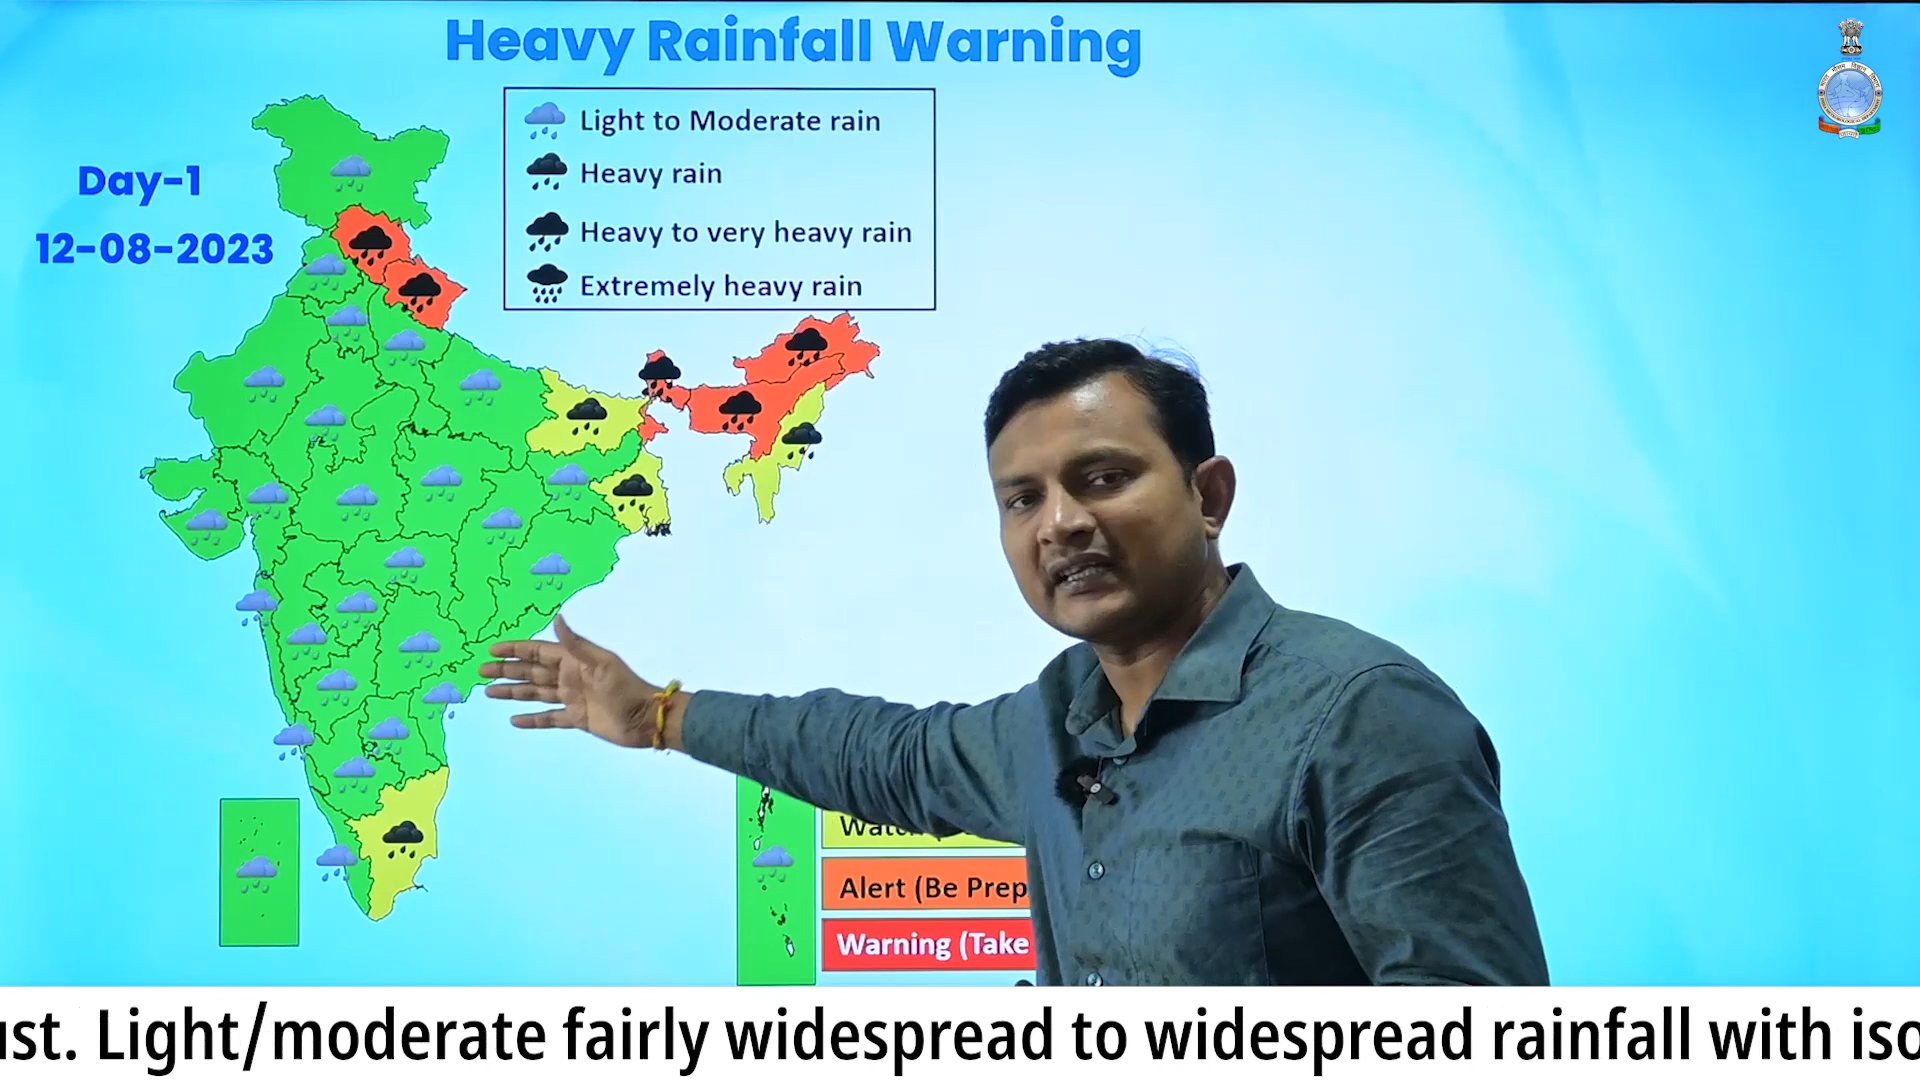 Heavy Rainfall Warning
Day-1
12-08-2023
Light to Moderate rain
Heavy rain
Heavy to very heavy rain
Extremely heavy rain
Alert (Be Prep
Warning (Take
ust. Light/moderate fairly widespread to widespread rainfall with iso